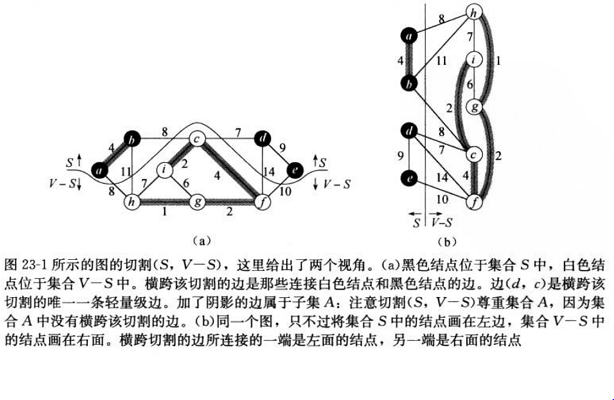 a
b
c
d
e
f
g
h
i
4
8
7
9
11
2
4
14
10
8
7
6
1
2
S
V-S
S
V-S
(a)
a
b
d
e
h
i
g
c
f
8
7
4
11
1
6
2
8
7
2
9
14
4
10
S
V-S
(b)
图 23-1 所示的图的切割(S，V-S)，这里给出了两个视角。(a)黑色结点位于集合 S 中，白色结
点位于集合 V-S 中。横跨该切割的边是那些连接白色结点和黑色结点的边。边(d，c)是横跨该
切割的唯一一条轻量级边。加了阴影的边属于子集 A；注意切割(S，V-S)尊重集合 A，因为集
合 A 中没有横跨该切割的边。(b)同一个图，只不过将集合 S 中的结点画在左边，集合 V-S 中
的结点画在右面。横跨切割的边所连接的一端是左面的结点，另一端是右面的结点